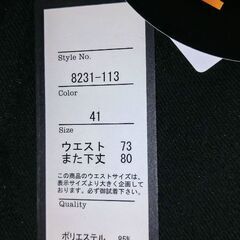 Style No.
8231-113
Color
41
Size
ウエスト 73
また下丈 80
この商品のウエストサイズは、
表示サイズより大きく企画して
おります。必ず御試着下さい。
Quality
ポリエステル 85%